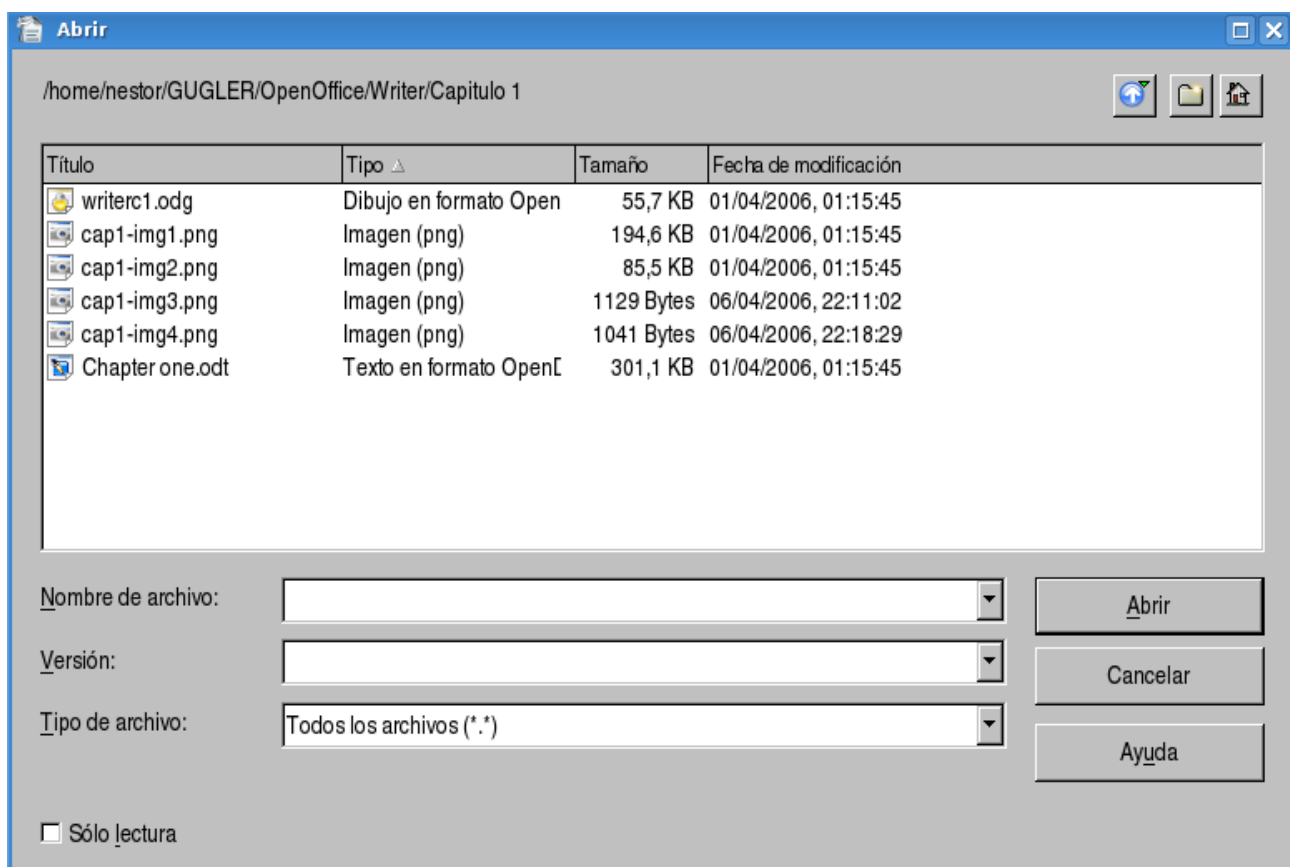 Abrir
/home/nestor/GUGLER/OpenOffice/Writer/Capitulo 1
Título Tipo Tamaño Fecha de modificación
writerc1.odg Dibujo en formato Open 55,7 KB 01/04/2006, 01:15:45
cap1-img1.png Imagen (png) 194,6 KB 01/04/2006, 01:15:45
cap1-img2.png Imagen (png) 85,5 KB 01/04/2006, 01:15:45
cap1-img3.png Imagen (png) 1129 Bytes 06/04/2006, 22:11:02
cap1-img4.png Imagen (png) 1041 Bytes 06/04/2006, 22:18:29
Chapter one.odt Texto en formato OpenD 301,1 KB 01/04/2006, 01:15:45
Nombre de archivo: Abrir
Versión: Cancelar
Tipo de archivo: Todos los archivos (*.*)
Ayuda
Sólo lectura